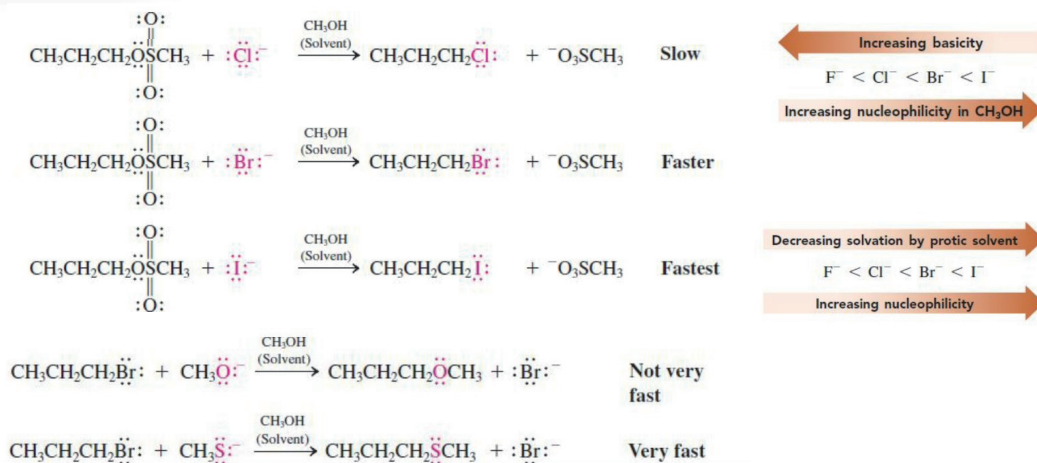 :O:
CH₃CH₂CH₂OSCH₃ + :Cl:⁻ CH₃OH (Solvent) → CH₃CH₂CH₂Cl: + ⁻O₃SCH₃ Slow
:O:
Increasing basicity
F⁻ < Cl⁻ < Br⁻ < I⁻
Increasing nucleophilicity in CH₃OH
:O:
CH₃CH₂CH₂OSCH₃ + :Br:⁻ CH₃OH (Solvent) → CH₃CH₂CH₂Br: + ⁻O₃SCH₃ Faster
:O:
:O:
CH₃CH₂CH₂OSCH₃ + :I:⁻ CH₃OH (Solvent) → CH₃CH₂CH₂I: + ⁻O₃SCH₃ Fastest
:O:
Decreasing solvation by protic solvent
F⁻ < Cl⁻ < Br⁻ < I⁻
Increasing nucleophilicity
CH₃CH₂CH₂Br: + CH₃O:⁻ CH₃OH (Solvent) → CH₃CH₂CH₂OCH₃ + :Br:⁻ Not very fast
CH₃CH₂CH₂Br: + CH₃S:⁻ CH₃OH (Solvent) → CH₃CH₂CH₂SCH₃ + :Br:⁻ Very fast